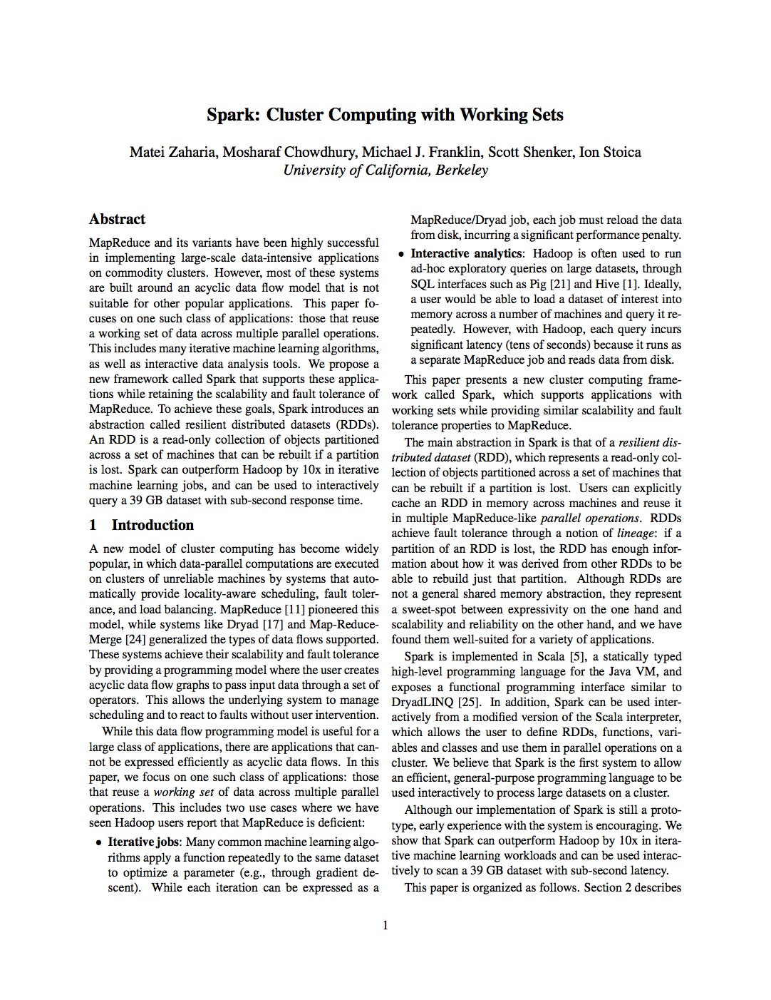 Spark: Cluster Computing with Working Sets
Matei Zaharia, Mosharaf Chowdhury, Michael J. Franklin, Scott Shenker, Ion Stoica
University of California, Berkeley
Abstract
MapReduce and its variants have been highly successful
in implementing large-scale data-intensive applications
on commodity clusters. However, most of these systems
are built around an acyclic data flow model that is not
suitable for other popular applications. This paper fo-
cuses on one such class of applications: those that reuse
a working set of data across multiple parallel operations.
This includes many iterative machine learning algorithms,
as well as interactive data analysis tools. We propose a
new framework called Spark that supports these applica-
tions while retaining the scalability and fault tolerance of
MapReduce. To achieve these goals, Spark introduces an
abstraction called resilient distributed datasets (RDDs).
An RDD is a read-only collection of objects partitioned
across a set of machines that can be rebuilt if a partition
is lost. Spark can outperform Hadoop by 10x in iterative
machine learning jobs, and can be used to interactively
query a 39 GB dataset with sub-second response time.
1 Introduction
A new model of cluster computing has become widely
popular, in which data-parallel computations are executed
on clusters of unreliable machines by systems that auto-
matically provide locality-aware scheduling, fault toler-
ance, and load balancing. MapReduce [11] pioneered this
model, while systems like Dryad [17] and Map-Reduce-
Merge [24] generalized the types of data flows supported.
These systems achieve their scalability and fault tolerance
by providing a programming model where the user creates
acyclic data flow graphs to pass input data through a set of
operators. This allows the underlying system to manage
scheduling and to react to faults without user intervention.
While this data flow programming model is useful for a
large class of applications, there are applications that can-
not be expressed efficiently as acyclic data flows. In this
paper, we focus on one such class of applications: those
that reuse a working set of data across multiple parallel
operations. This includes two use cases where we have
seen Hadoop users report that MapReduce is deficient:
• Iterative jobs: Many common machine learning algo-
rithms apply a function repeatedly to the same dataset
to optimize a parameter (e.g., through gradient de-
scent). While each iteration can be expressed as a
MapReduce/Dryad job, each job must reload the data
from disk, incurring a significant performance penalty.
• Interactive analytics: Hadoop is often used to run
ad-hoc exploratory queries on large datasets, through
SQL interfaces such as Pig [21] and Hive [1]. Ideally,
a user would be able to load a dataset of interest into
memory across a number of machines and query it re-
peatedly. However, with Hadoop, each query incurs
significant latency (tens of seconds) because it runs as
a separate MapReduce job and reads data from disk.
This paper presents a new cluster computing frame-
work called Spark, which supports applications with
working sets while providing similar scalability and fault
tolerance properties to MapReduce.
The main abstraction in Spark is that of a resilient dis-
tributed dataset (RDD), which represents a read-only col-
lection of objects partitioned across a set of machines that
can be rebuilt if a partition is lost. Users can explicitly
cache an RDD in memory across machines and reuse it
in multiple MapReduce-like parallel operations. RDDs
achieve fault tolerance through a notion of lineage: if a
partition of an RDD is lost, the RDD has enough infor-
mation about how it was derived from other RDDs to be
able to rebuild just that partition. Although RDDs are
not a general shared memory abstraction, they represent
a sweet-spot between expressivity on the one hand and
scalability and reliability on the other hand, and we have
found them well-suited for a variety of applications.
Spark is implemented in Scala [5], a statically typed
high-level programming language for the Java VM, and
exposes a functional programming interface similar to
DryadLINQ [25]. In addition, Spark can be used inter-
actively from a modified version of the Scala interpreter,
which allows the user to define RDDs, functions, vari-
ables and classes and use them in parallel operations on a
cluster. We believe that Spark is the first system to allow
an efficient, general-purpose programming language to be
used interactively to process large datasets on a cluster.
Although our implementation of Spark is still a proto-
type, early experience with the system is encouraging. We
show that Spark can outperform Hadoop by 10x in itera-
tive machine learning workloads and can be used interac-
tively to scan a 39 GB dataset with sub-second latency.
This paper is organized as follows. Section 2 describes
1